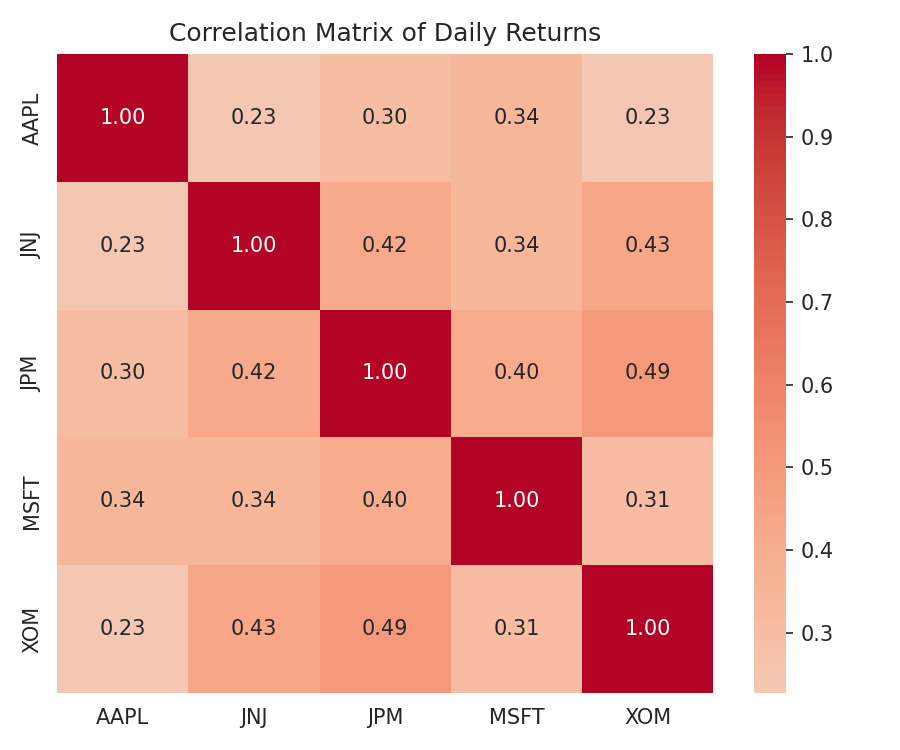 Correlation Matrix of Daily Returns
AAPL 1.00 0.23 0.30 0.34 0.23
JNJ 0.23 1.00 0.42 0.34 0.43
JPM 0.30 0.42 1.00 0.40 0.49
MSFT 0.34 0.34 0.40 1.00 0.31
XOM 0.23 0.43 0.49 0.31 1.00
AAPL JNJ JPM MSFT XOM
1.0
0.9
0.8
0.7
0.6
0.5
0.4
0.3